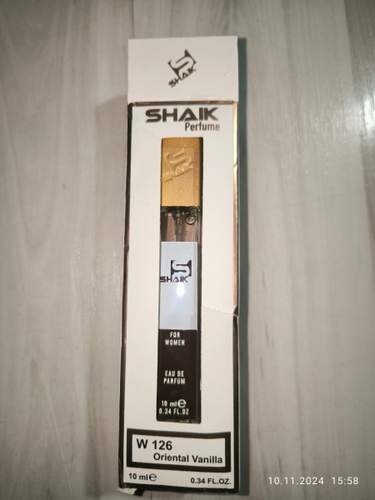 SHAIK
SHAIK
Perfume
SHAIK
FOR
WOMEN
EAU DE
PARFUM
10 ml℮
0.34 FL.OZ
W 126
Oriental Vanilla
10 ml℮
0.34 FL.OZ.
10.11.2024 15:58